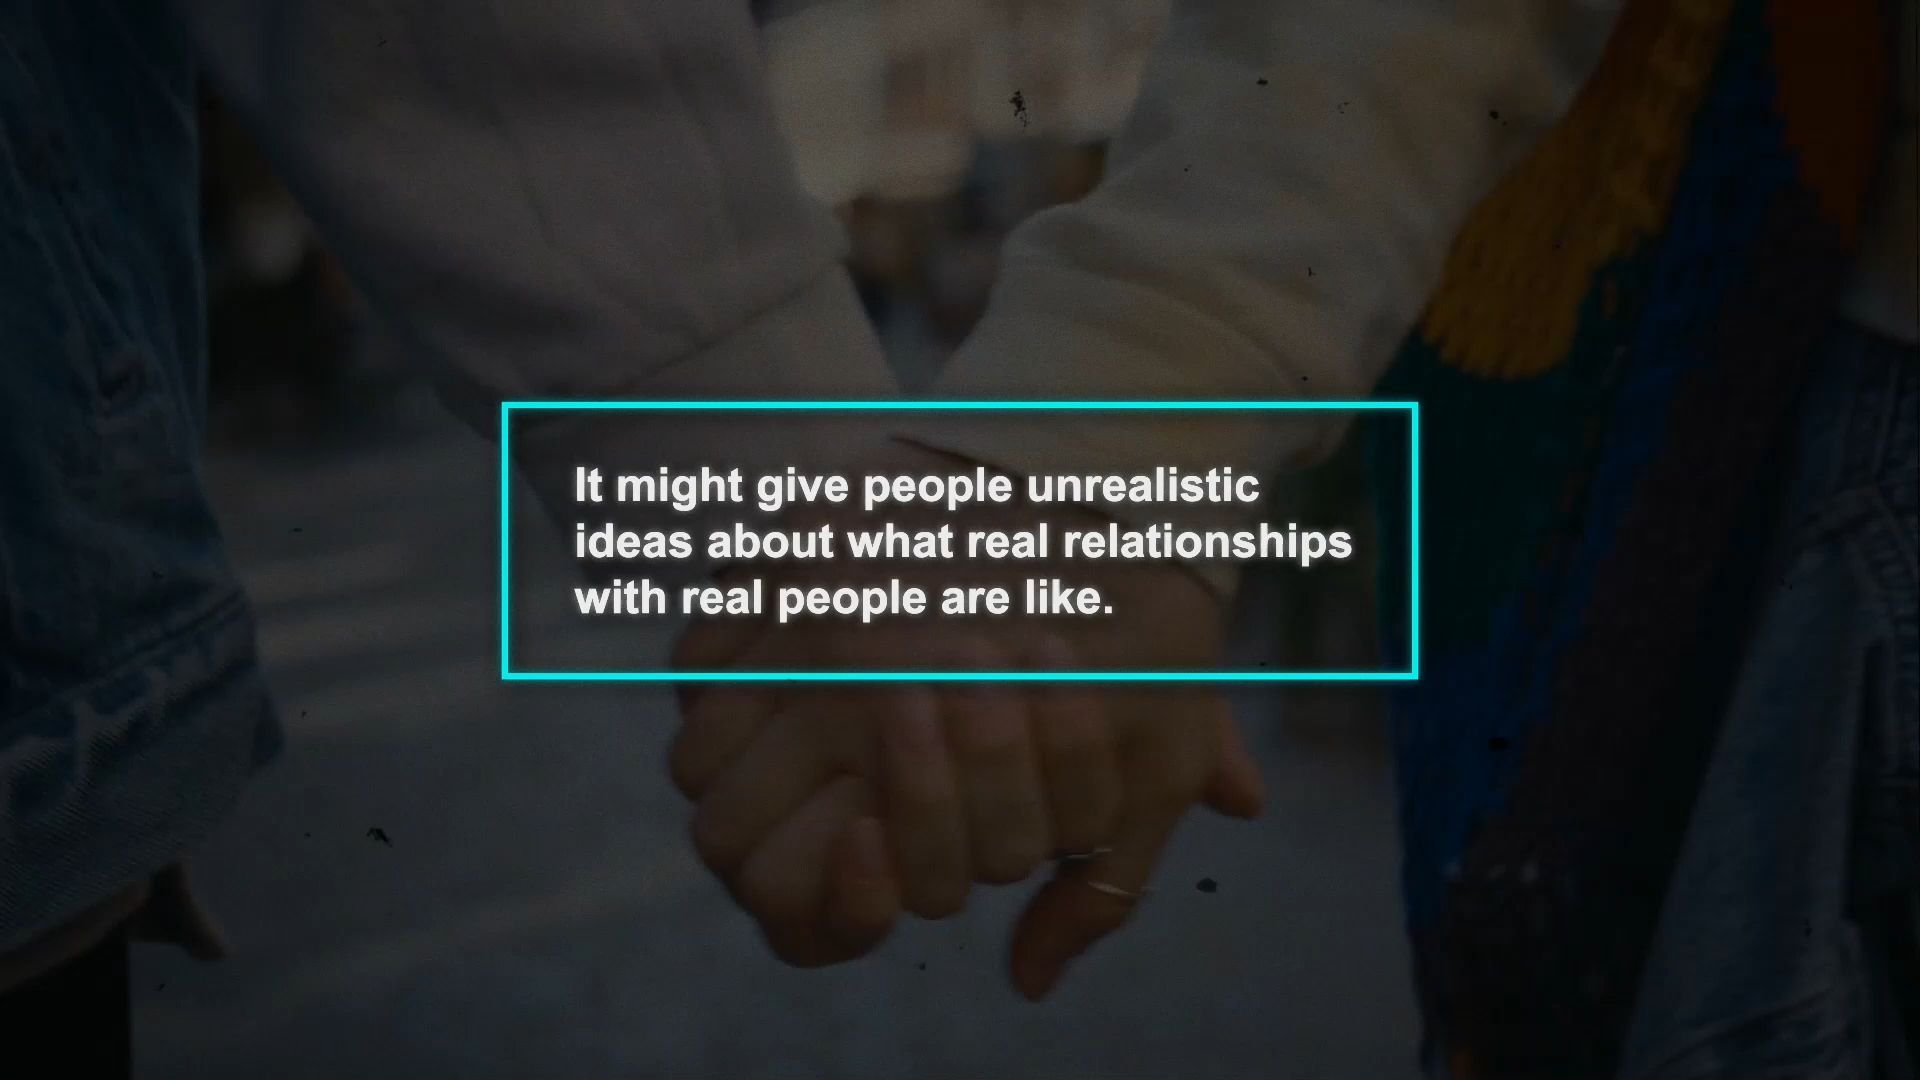 It might give people unrealistic
ideas about what real relationships
with real people are like.